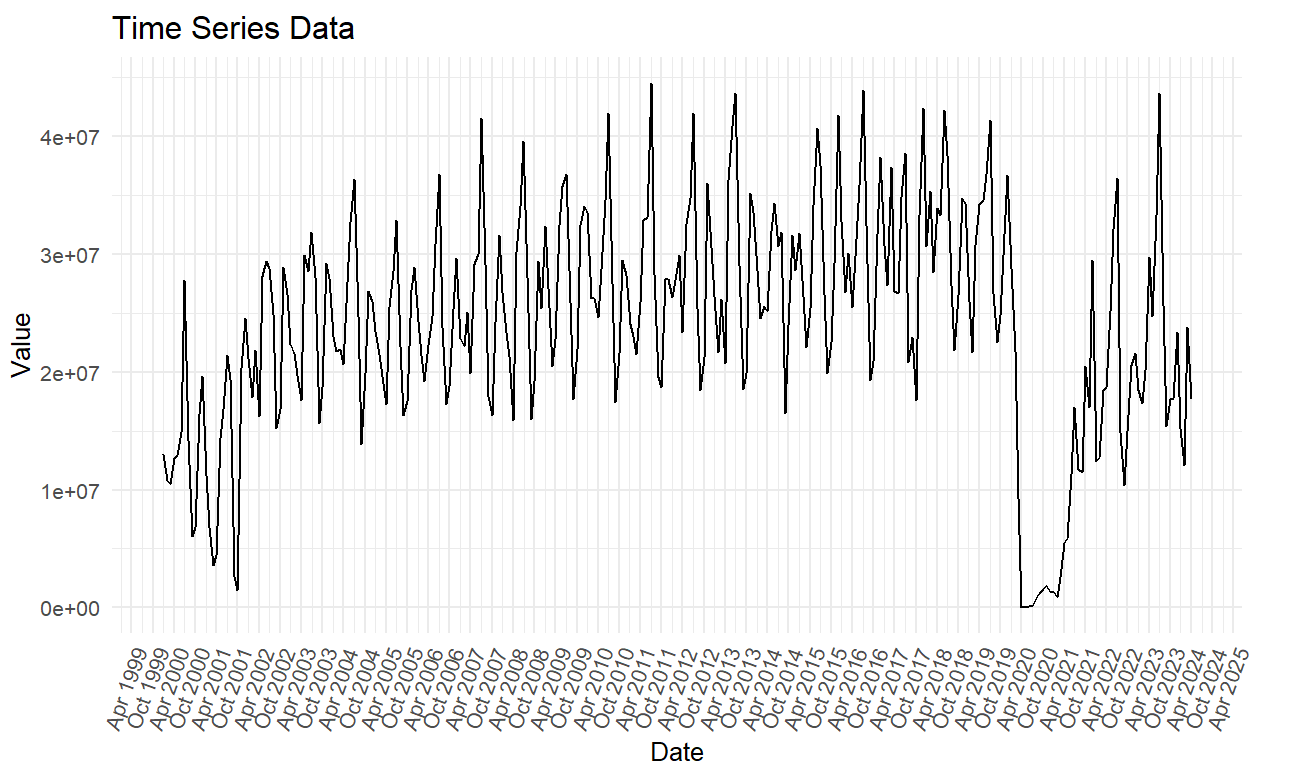 Time Series Data
Value
4e+07
3e+07
2e+07
1e+07
0e+00
Apr 1999
Oct 1999
Apr 2000
Oct 2000
Apr 2001
Oct 2001
Apr 2002
Oct 2002
Apr 2003
Oct 2003
Apr 2004
Oct 2004
Apr 2005
Oct 2005
Apr 2006
Oct 2006
Apr 2007
Oct 2007
Apr 2008
Oct 2008
Apr 2009
Oct 2009
Apr 2010
Oct 2010
Apr 2011
Oct 2011
Apr 2012
Oct 2012
Apr 2013
Oct 2013
Apr 2014
Oct 2014
Apr 2015
Oct 2015
Apr 2016
Oct 2016
Apr 2017
Oct 2017
Apr 2018
Oct 2018
Apr 2019
Oct 2019
Apr 2020
Oct 2020
Apr 2021
Oct 2021
Apr 2022
Oct 2022
Apr 2023
Oct 2023
Apr 2024
Oct 2024
Apr 2025
Date